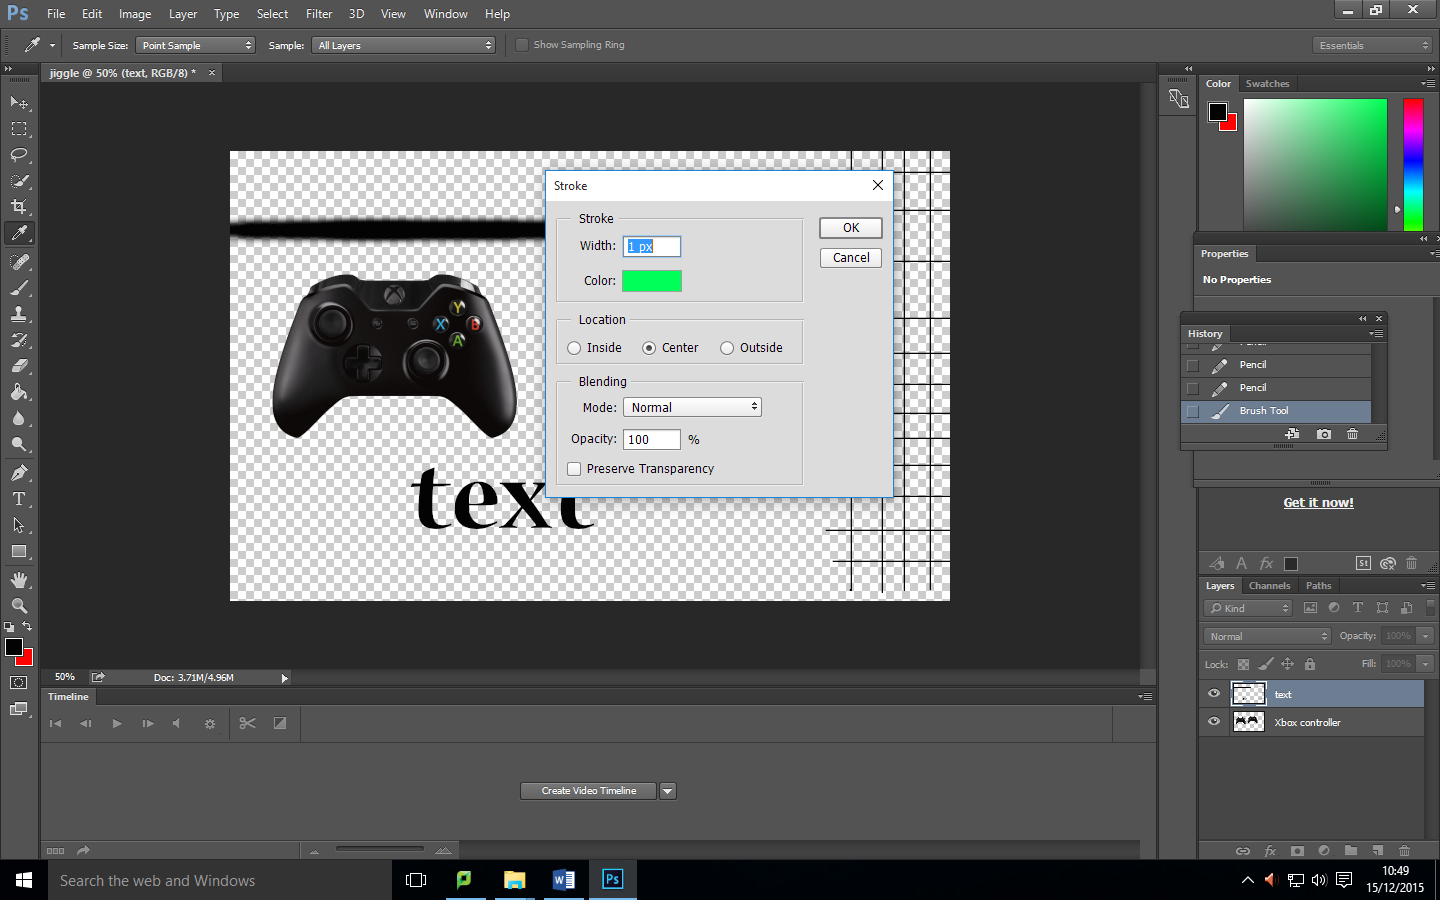 Ps File Edit Image Layer Type Select Filter 3D View Window Help
Sample Size: Point Sample Sample: All Layers Show Sampling Ring Essentials
jiggle @ 50% (text, RGB/8) * ×
Color Swatches
Stroke
Stroke
Width: 1 px
Color:
OK
Cancel
Location
Inside Center Outside
Blending
Mode: Normal
Opacity: 100 %
Preserve Transparency
X Y B A
text
Properties
No Properties
History
Pencil
Pencil
Pencil
Brush Tool
Get it now!
St
Layers Channels Paths
Kind
Normal Opacity: 100%
Lock: Fill: 100%
text
Xbox controller
50% Doc: 3.71M/4.96M
Timeline
Create Video Timeline
Search the web and Windows
10:49
15/12/2015